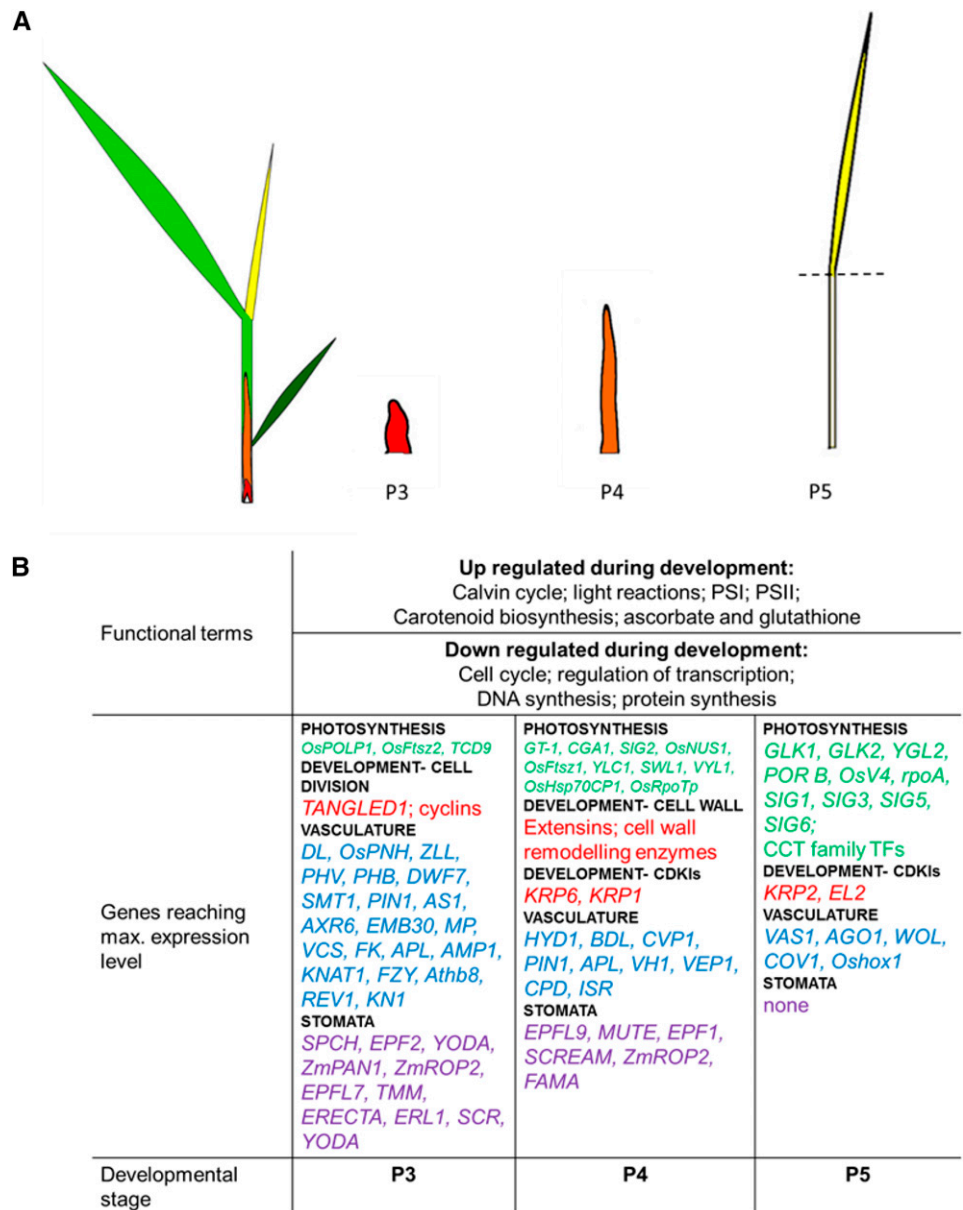 A
P3
P4
P5
B
Functional terms
Up regulated during development:
Calvin cycle; light reactions; PSI; PSII;
Carotenoid biosynthesis; ascorbate and glutathione
Down regulated during development:
Cell cycle; regulation of transcription;
DNA synthesis; protein synthesis
Genes reaching
max. expression
level
PHOTOSYNTHESIS
OsPOLP1, OsFtsz2, TCD9
DEVELOPMENT- CELL
DIVISION
TANGLED1; cyclins
VASCULATURE
DL, OsPNH, ZLL,
PHV, PHB, DWF7,
SMT1, PIN1, AS1,
AXR6, EMB30, MP,
VCS, FK, APL, AMP1,
KNAT1, FZY, Athb8,
REV1, KN1
STOMATA
SPCH, EPF2, YODA,
ZmPAN1, ZmROP2,
EPFL7, TMM,
ERECTA, ERL1, SCR,
YODA
PHOTOSYNTHESIS
GT-1, CGA1, SIG2, OsNUS1,
OsFtsz1, YLC1, SWL1, VYL1,
OsHsp70CP1, OsRpoTp
DEVELOPMENT- CELL WALL
Extensins; cell wall
remodelling enzymes
DEVELOPMENT- CDKIs
KRP6, KRP1
VASCULATURE
HYD1, BDL, CVP1,
PIN1, APL, VH1, VEP1,
CPD, ISR
STOMATA
EPFL9, MUTE, EPF1,
SCREAM, ZmROP2,
FAMA
PHOTOSYNTHESIS
GLK1, GLK2, YGL2,
POR B, OsV4, rpoA,
SIG1, SIG3, SIG5,
SIG6;
CCT family TFs
DEVELOPMENT- CDKIs
KRP2, EL2
VASCULATURE
VAS1, AGO1, WOL,
COV1, Oshox1
STOMATA
none
Developmental
stage
P3
P4
P5